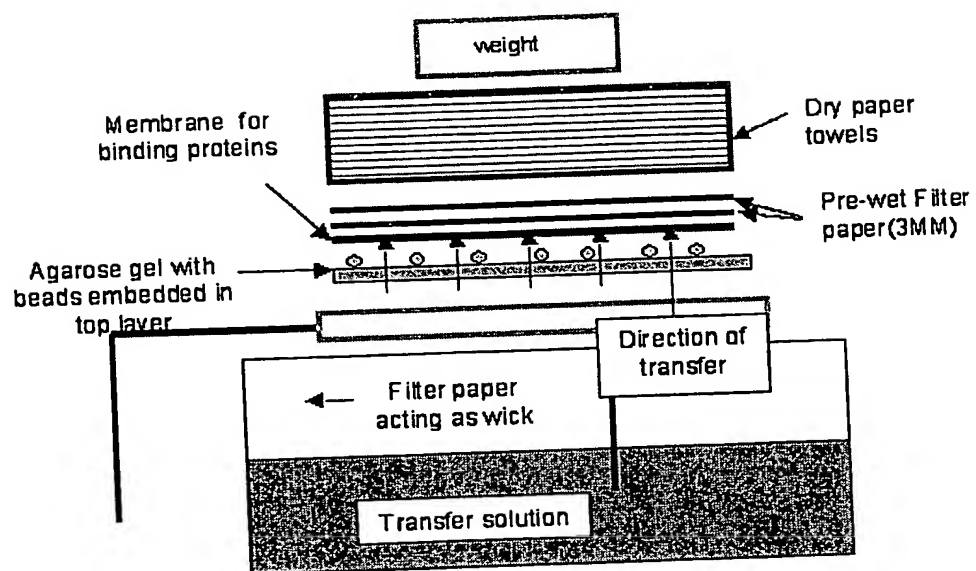 weight
Membrane for
binding proteins
Dry paper
towels
Pre-wet Filter
paper(3MM)
Agarose gel with
beads embedded in
top layer
Direction of
transfer
Filter paper
acting as wick
Transfer solution